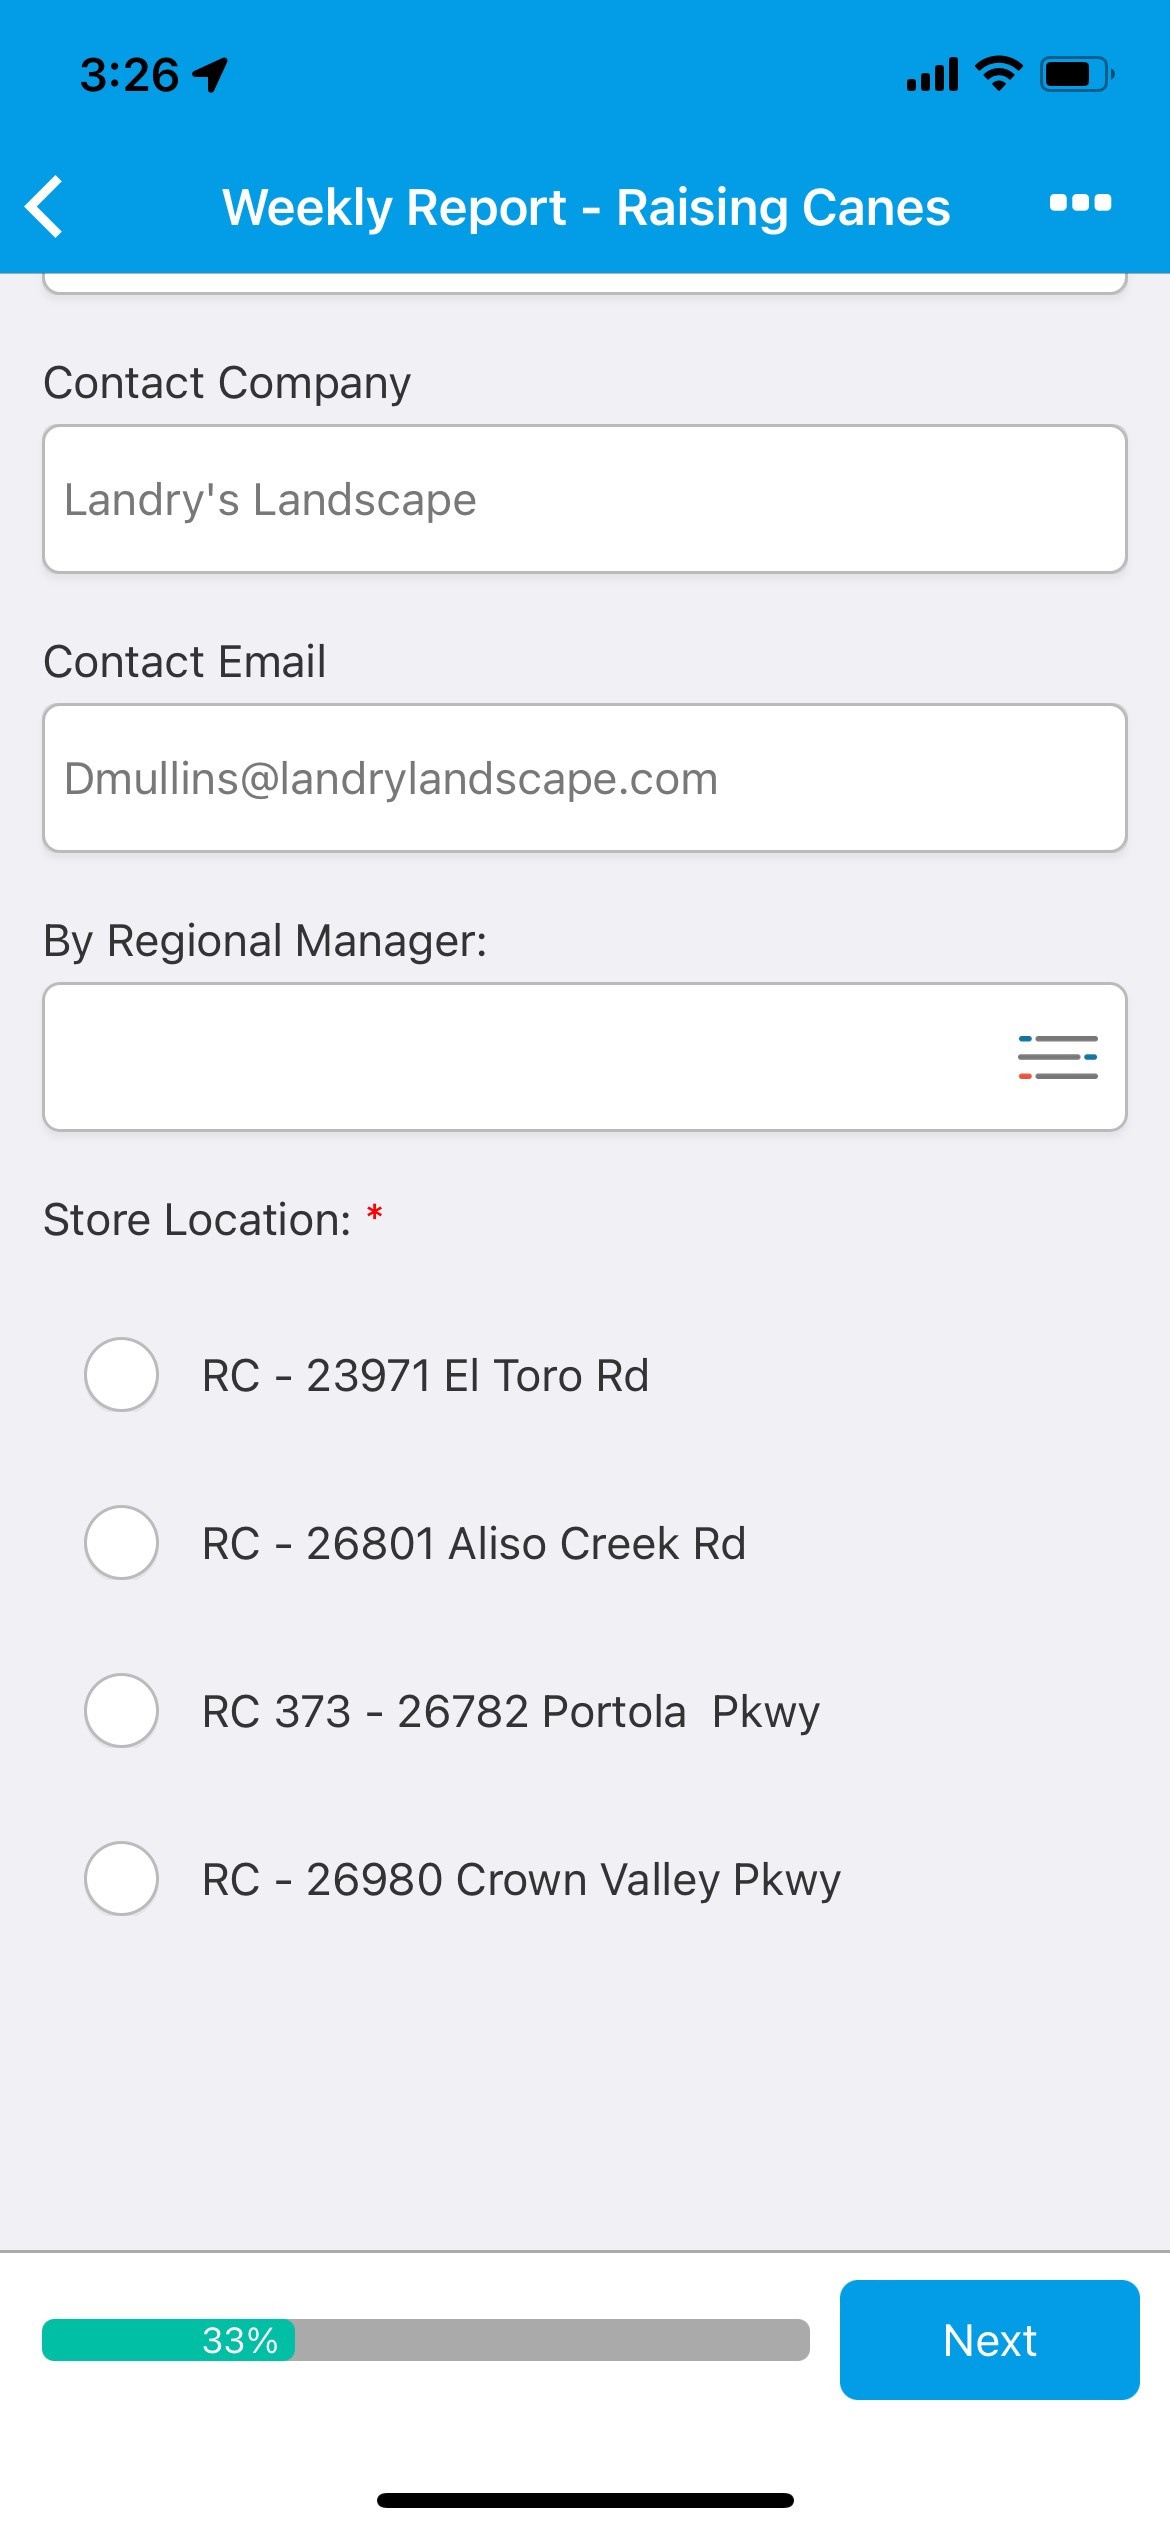 3:26
Weekly Report - Raising Canes
Contact Company
Landry's Landscape
Contact Email
Dmullins@landrylandscape.com
By Regional Manager:
Store Location: *
RC - 23971 El Toro Rd
RC - 26801 Aliso Creek Rd
RC 373 - 26782 Portola  Pkwy
RC - 26980 Crown Valley Pkwy
33%
Next